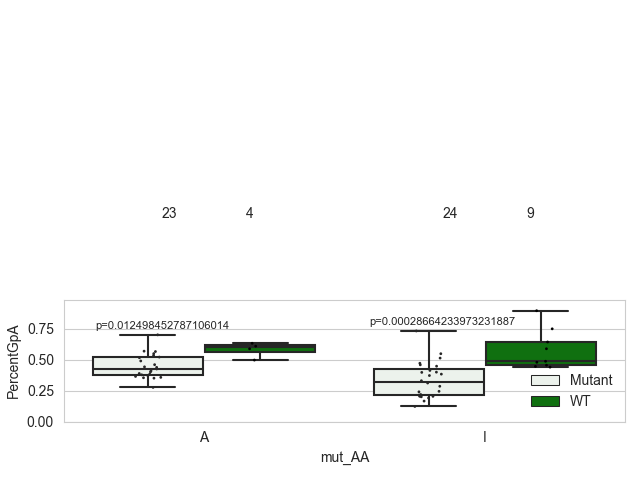 23 4 24 9
p=0.012498452787106014
p=0.00028664233973231887
PercentGpA
0.75
0.50
0.25
0.00
Mutant
WT
A I
mut_AA